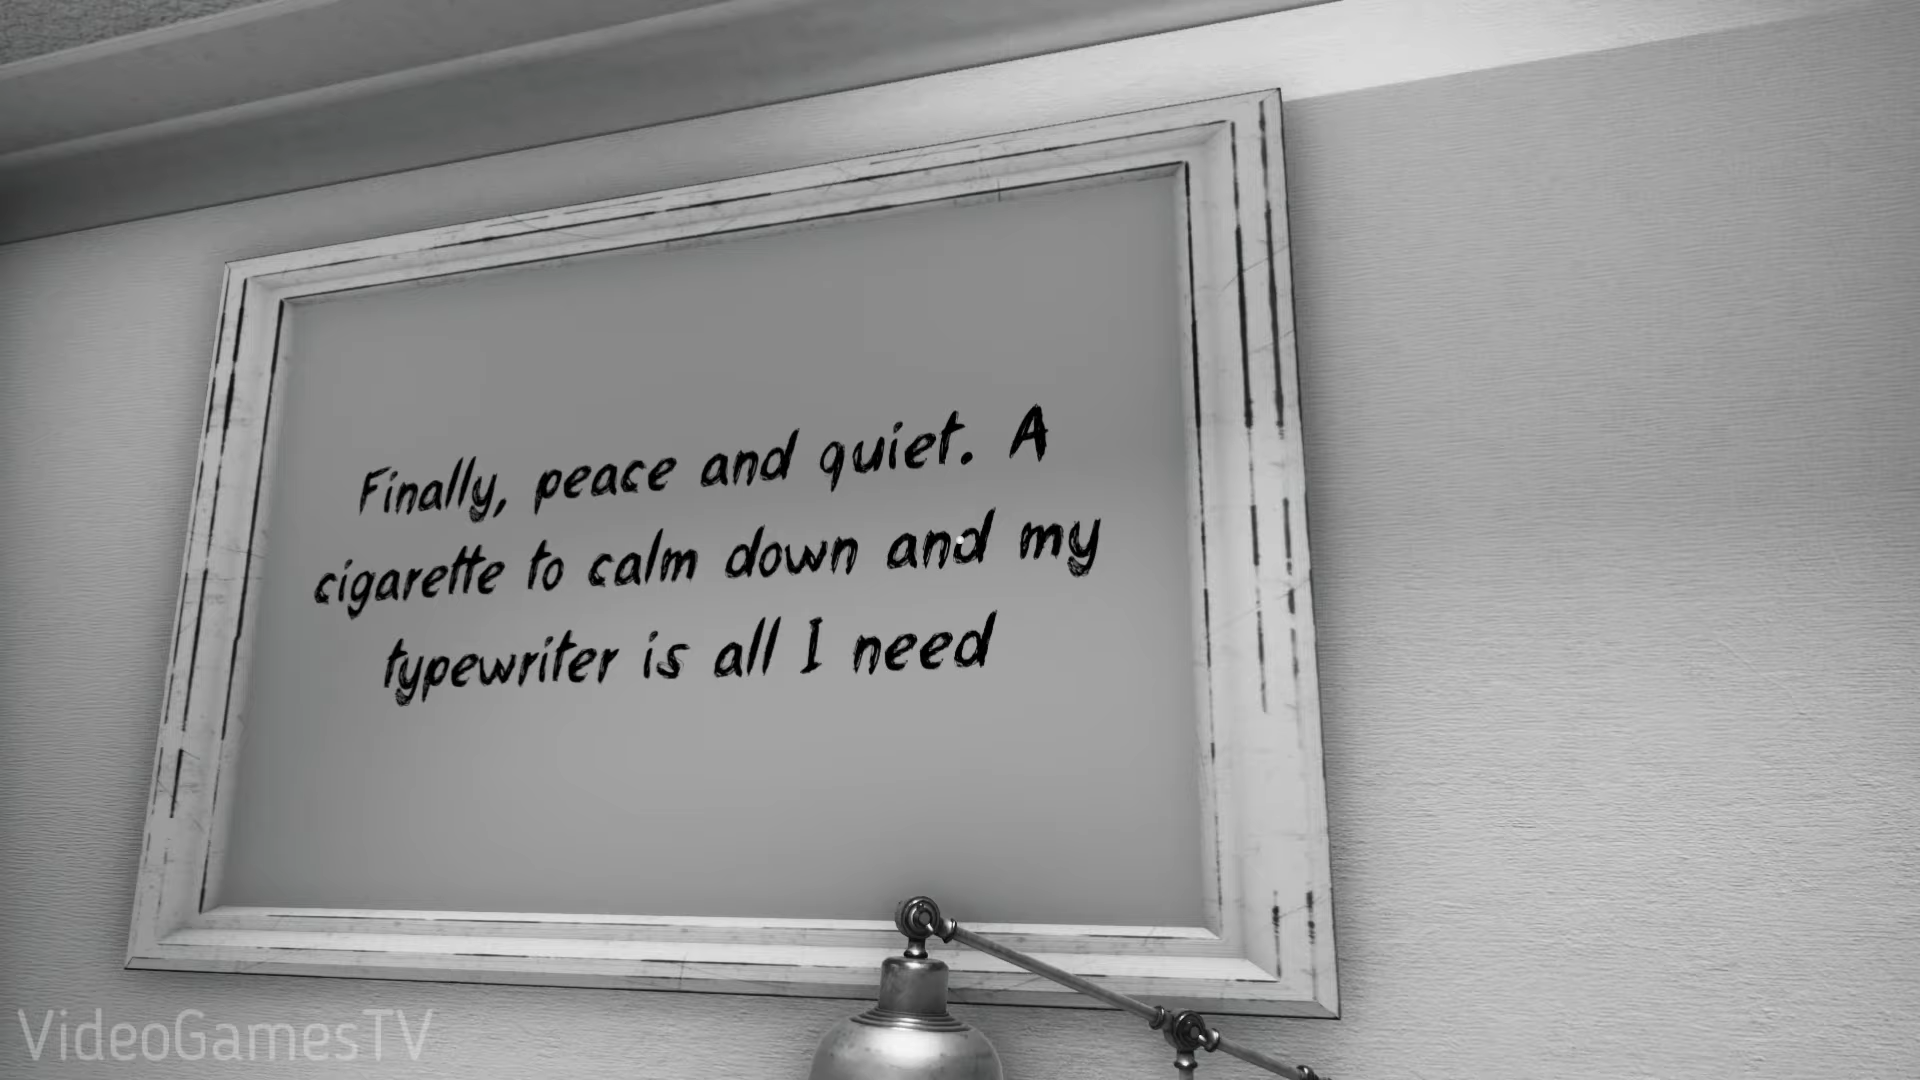 Finally, peace and quiet. A
cigarette to calm down and my
typewriter is all I need
VideoGamesTV